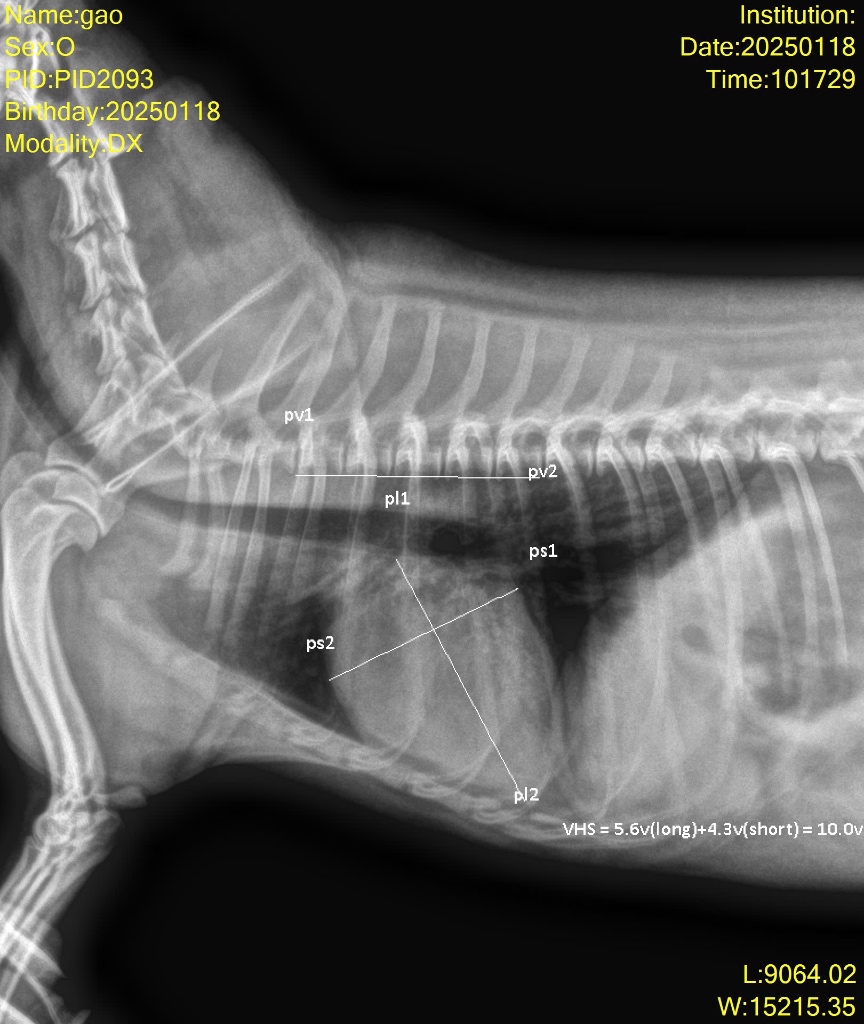 Name:gao
Sex:O
PID:PID2093
Birthday:20250118
Modality:DX
Institution:
Date:20250118
Time:101729
pv1
pv2
pl1
ps1
ps2
pl2
VHS = 5.6v(long)+4.3v(short) = 10.0v
L:9064.02
W:15215.35